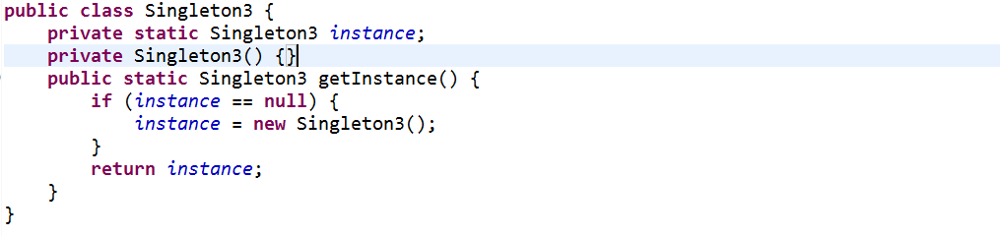 public class Singleton3 {
    private static Singleton3 instance;
    private Singleton3() {}
    public static Singleton3 getInstance() {
        if (instance == null) {
            instance = new Singleton3();
        }
        return instance;
    }
}